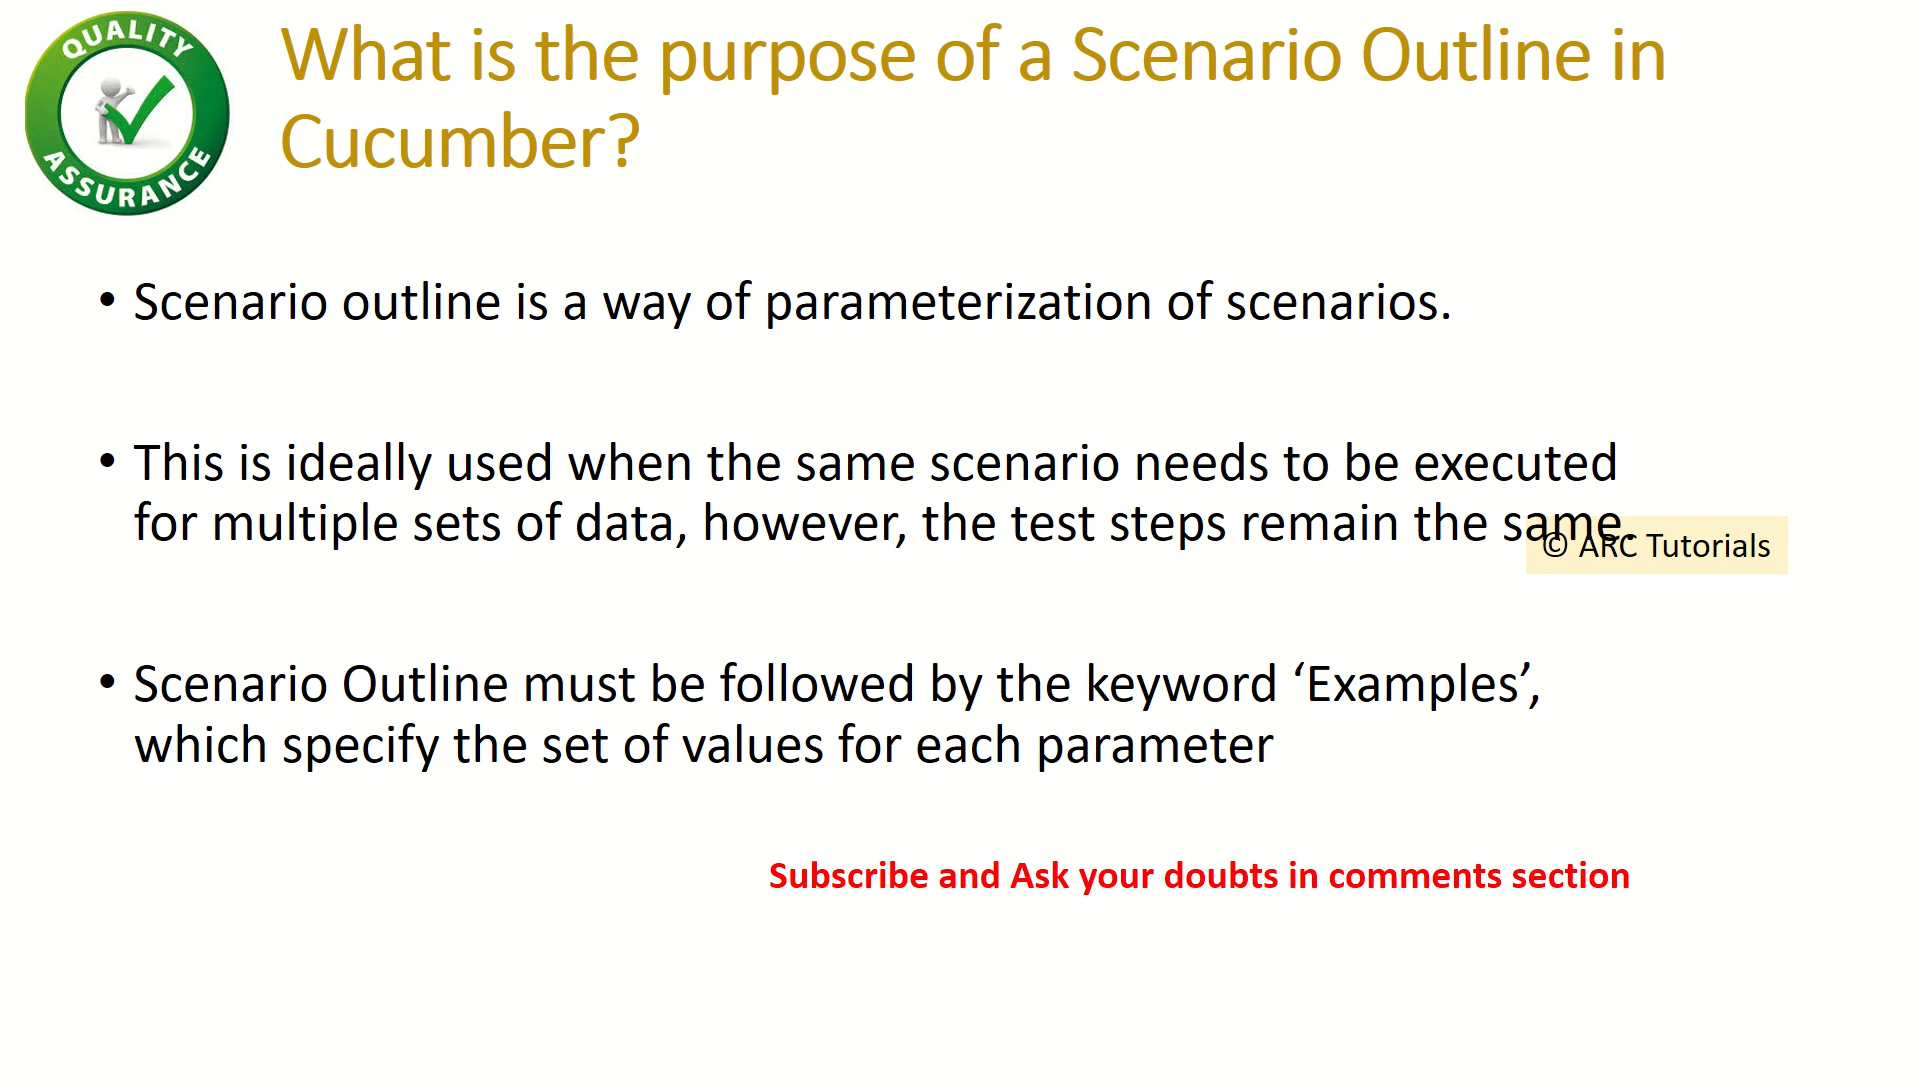 QUALITY
ASSURANCE
What is the purpose of a Scenario Outline in
Cucumber?
• Scenario outline is a way of parameterization of scenarios.
• This is ideally used when the same scenario needs to be executed
for multiple sets of data, however, the test steps remain the same.
© ARC Tutorials
• Scenario Outline must be followed by the keyword ‘Examples’,
which specify the set of values for each parameter
Subscribe and Ask your doubts in comments section